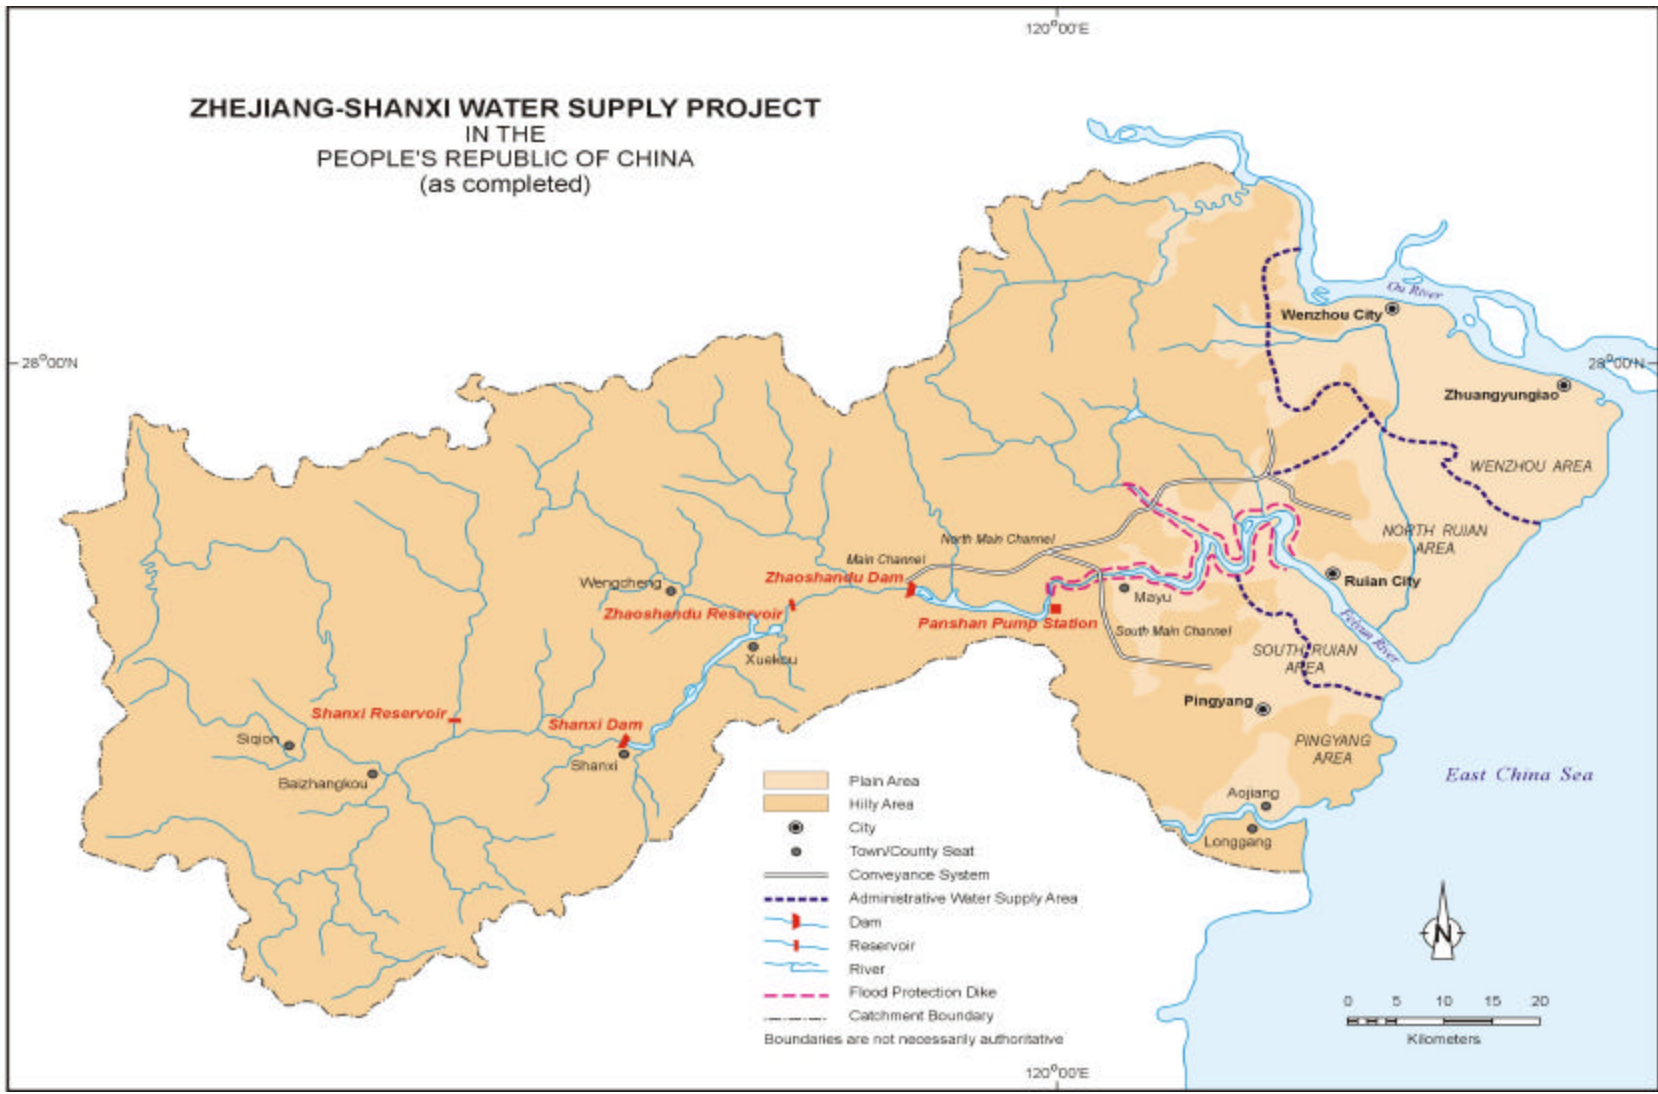 120°00'E
ZHEJIANG-SHANXI WATER SUPPLY PROJECT
IN THE
PEOPLE'S REPUBLIC OF CHINA
(as completed)
Ou River
Wenzhou City
28°00'N
28°00'N
Zhuangyungiao
WENZHOU AREA
NORTH RUIAN
AREA
North Main Channel
Main Channel
Zhaoshandu Dam
Wengcheng
Ruian City
Mayu
Zhaoshandu Reservoir
Panshan Pump Station
South Main Channel
Feiyun River
SOUTH RUIAN
AREA
Xuekou
Pingyang
Shanxi Reservoir
Shanxi Dam
Siqion
Shanxi
Baizhangkou
PINGYANG
AREA
East China Sea
Aojiang
Longgang
Plain Area
Hilly Area
City
Town/County Seat
Conveyance System
Administrative Water Supply Area
Dam
Reservoir
River
Flood Protection Dike
Catchment Boundary
Boundaries are not necessarily authoritative
N
0 5 10 15 20
Kilometers
120°00'E